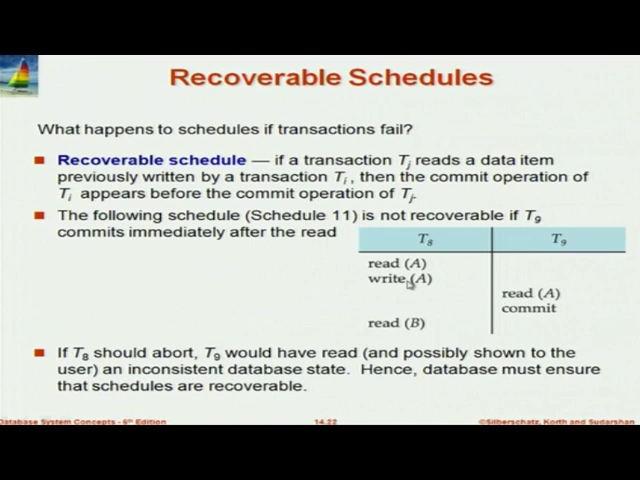 Recoverable Schedules
What happens to schedules if transactions fail?
Recoverable schedule — if a transaction Tj reads a data item
previously written by a transaction Ti , then the commit operation of
Ti appears before the commit operation of Tj.
The following schedule (Schedule 11) is not recoverable if T9
commits immediately after the read
T8 T9
read (A)
write (A)
read (A)
commit
read (B)
If T8 should abort, T9 would have read (and possibly shown to the
user) an inconsistent database state. Hence, database must ensure
that schedules are recoverable.
Database System Concepts - 6th Edition 14.22 ©Silberschatz, Korth and Sudarshan